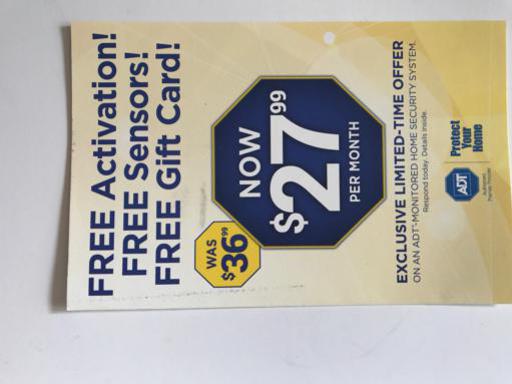 FREE Activation!
FREE Sensors!
FREE Gift Card!
WAS
$36.99
NOW
$27.99
PER MONTH
EXCLUSIVE LIMITED-TIME OFFER
ON AN ADT®-MONITORED HOME SECURITY SYSTEM.
Respond today. Details inside.
ADT
Protect
Your
Home